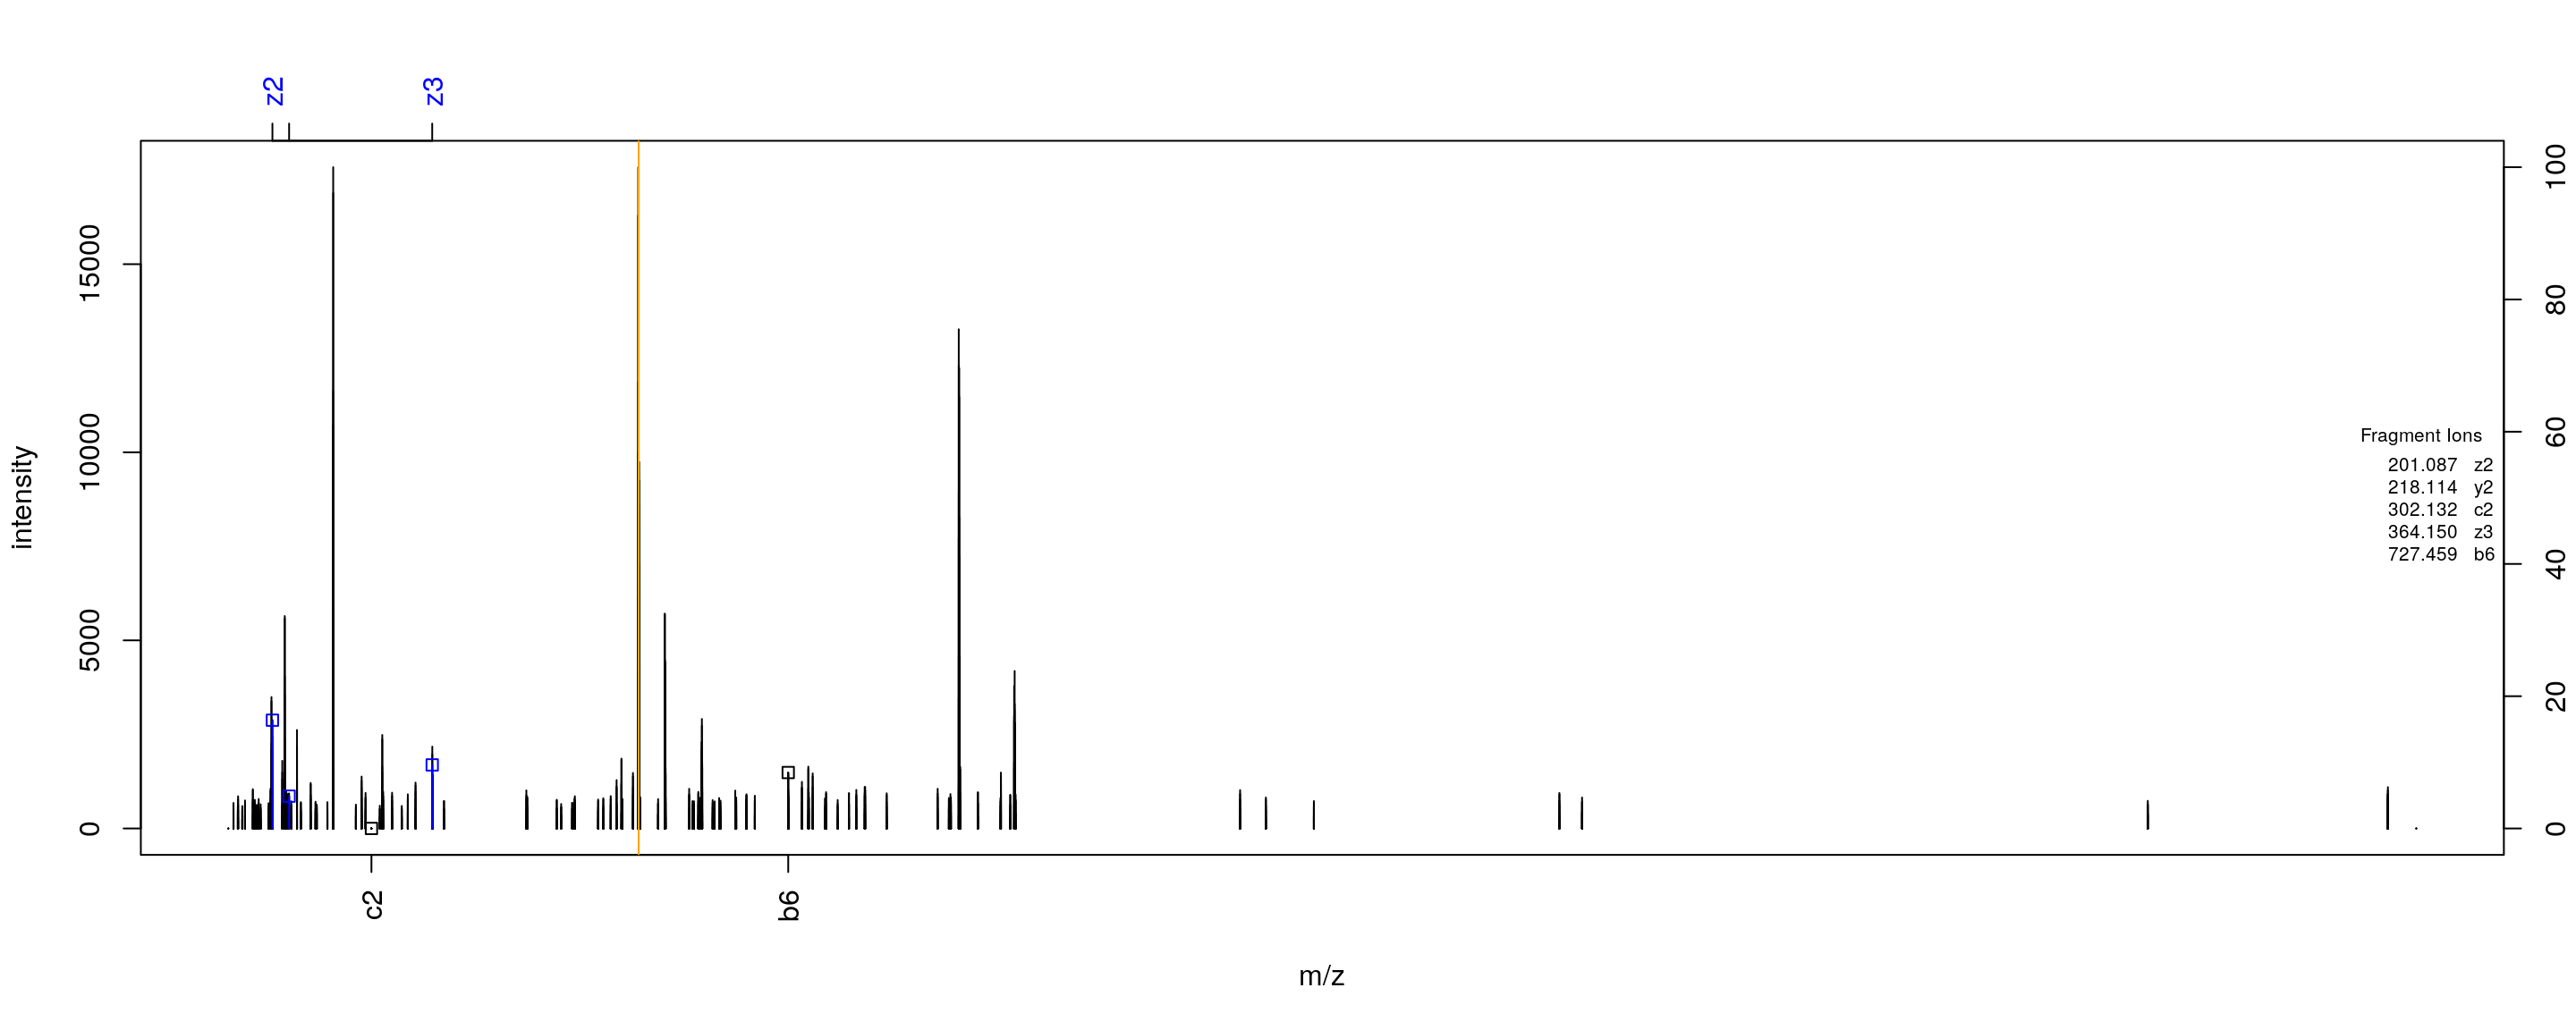 z2
z3
intensity
0
5000
10000
15000
0
20
40
60
80
100
Fragment Ions
201.087 z2
218.114 y2
302.132 c2
364.150 z3
727.459 b6
c2
b6
m/z